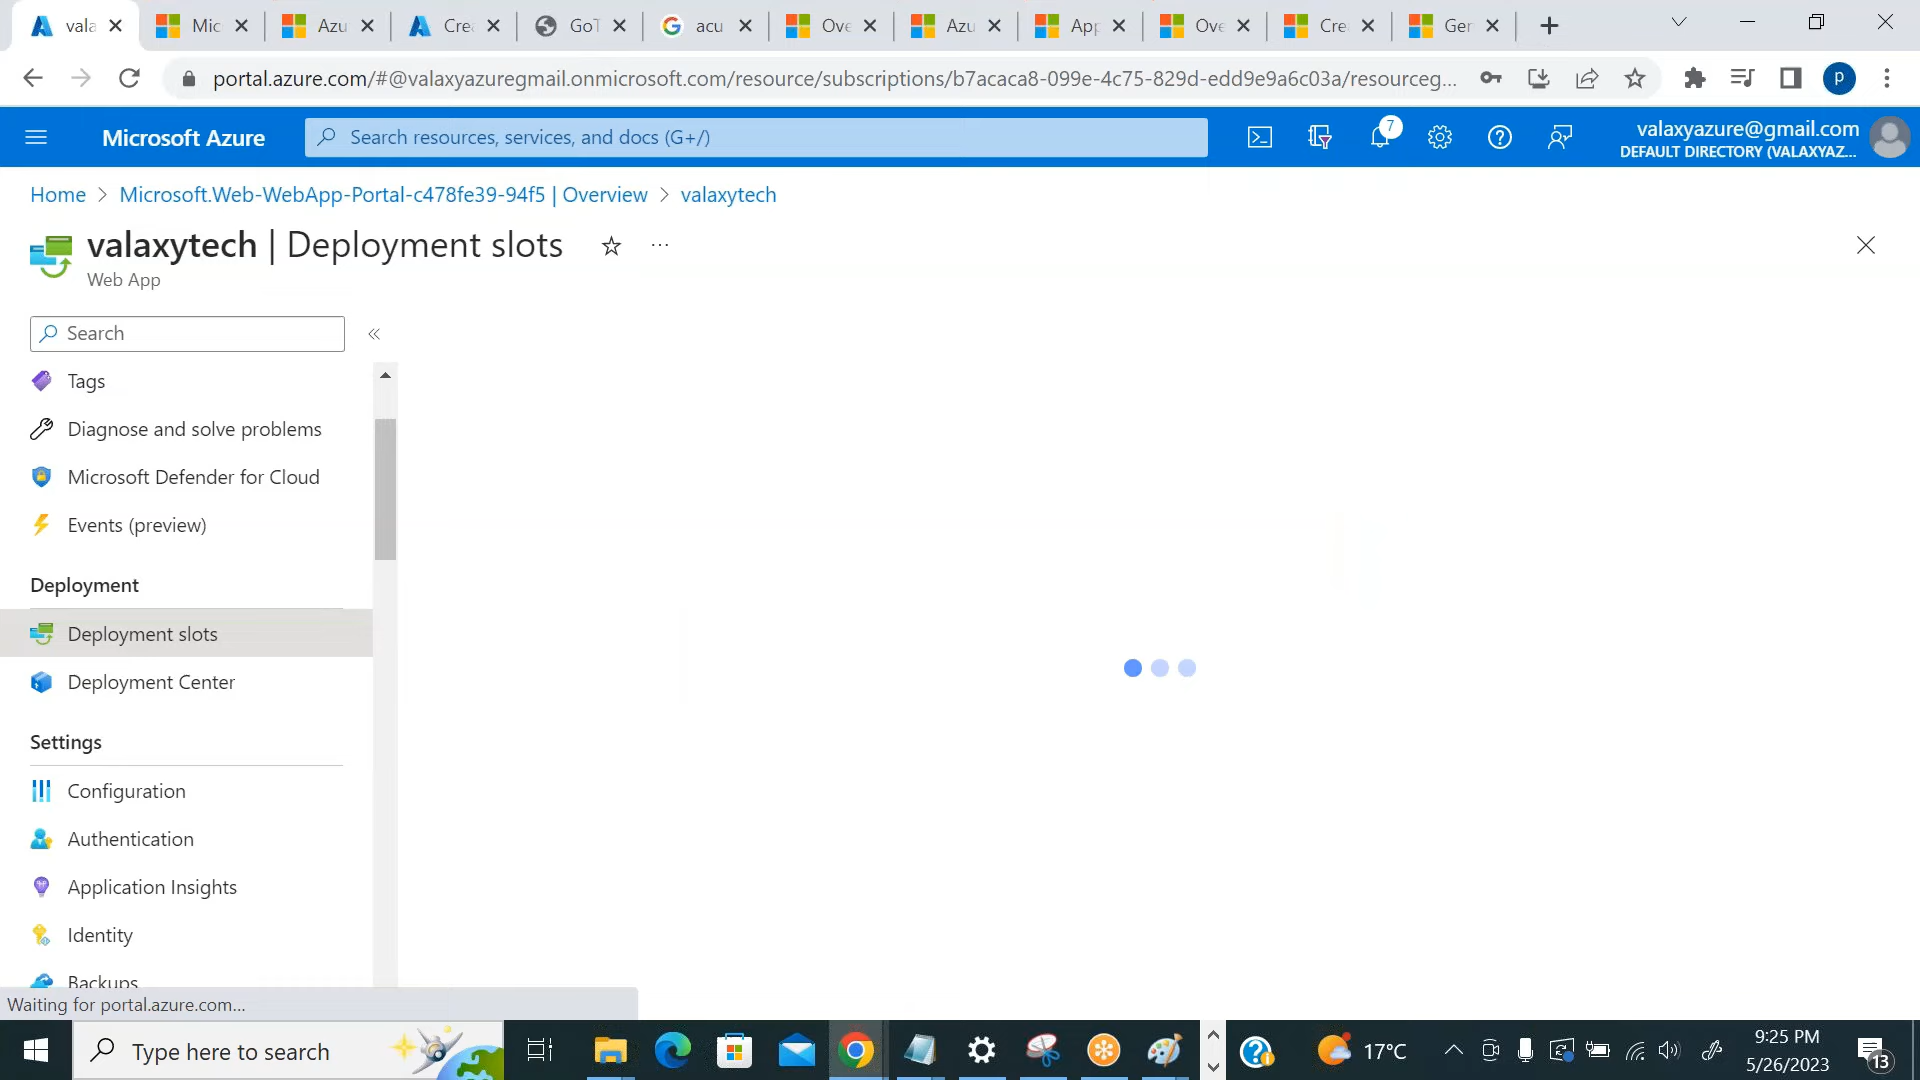 vala
Mic
Azu
Crea
GoT
acu
Ove
Azu
App
Ove
Cre
Ger
portal.azure.com/#@valaxyazuregmail.onmicrosoft.com/resource/subscriptions/b7acaca8-099e-4c75-829d-edd9e9a6c03a/resourceg...
p
Microsoft Azure
Search resources, services, and docs (G+/)
7
valaxyazure@gmail.com
DEFAULT DIRECTORY (VALAXYAZ...
Home > Microsoft.Web-WebApp-Portal-c478fe39-94f5 | Overview > valaxytech
valaxytech | Deployment slots
Web App
Search
Tags
Diagnose and solve problems
Microsoft Defender for Cloud
Events (preview)
Deployment
Deployment slots
Deployment Center
Settings
Configuration
Authentication
Application Insights
Identity
Backups
Waiting for portal.azure.com...
Type here to search
17°C
9:25 PM
5/26/2023
13